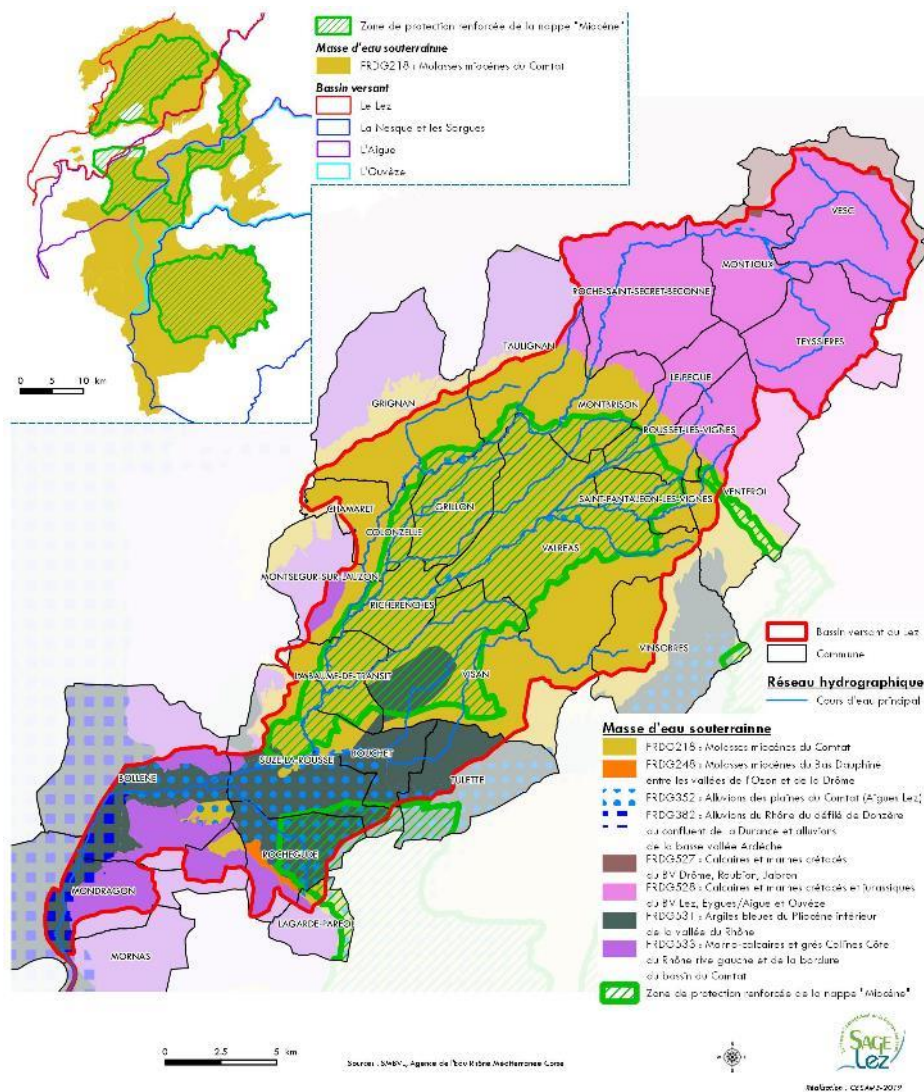 Zone de protection renforcée de la nappe "Miocène"
Masse d'eau souterrainne
FRDG218 : Molasses miocènes du Comtat
Bassin versant
Le Lez
La Nesque et les Sorgues
L'Aigue
L'Ouvèze
0 5 10 km
VESC
MONTJOUX
ROCHE-SAINT-SECRET-BECONNE
TEYSSIERES
TAULIGNAN
LE PEGUE
GRIGNAN
MONTBRISON
ROUSSET-LES-VIGNES
VENTEROL
SAINT-PANTALEON-LES-VIGNES
CHAMARET
GRILLON
COLONZELLE
VALREAS
MONTSEGUR-SUR-LAUZON
RICHERENCHES
VINSOBRES
LA BAUME-DE-TRANSIT
VISAN
BOUCHET
SUZE-LA-ROUSSE
TULETTE
BOLLENE
ROCHEGUDE
MONDRAGON
LAGARDE-PAREOL
MORNAS
Bassin versant du Lez
Commune
Réseau hydrographique
Cours d'eau principal
Masse d'eau souterrainne
FRDG218 : Molasses miocènes du Comtat
FRDG248 : Molasses miocènes du Bas Dauphiné
entre les vallées de l'Ozon et de la Drôme
FRDG352 : Alluvions des plaines du Comtat (Aigues Lez)
FRDG382 : Alluvions du Rhône du défilé de Donzère
au confluent de la Durance et alluvions
de la basse vallée Ardèche
FRDG527 : Calcaires et marnes crétacés
du BV Drôme, Roubion, Jabron
FRDG528 : Calcaires et marnes crétacés et jurassiques
du BV Lez, Eygues/Aigue et Ouvèze
FRDG531 : Argiles bleues du Pliocène inférieur
de la vallée du Rhône
FRDG533 : Marno-calcaires et grès Collines Côte
du Rhône rive gauche et de la bordure
du bassin du Comtat
Zone de protection renforcée de la nappe "Miocène"
0 2.5 5 km
Sources : SMBVL, Agence de l'Eau Rhône Méditerranée Corse
SAGE
Lez
Réalisation : CESAME-2019